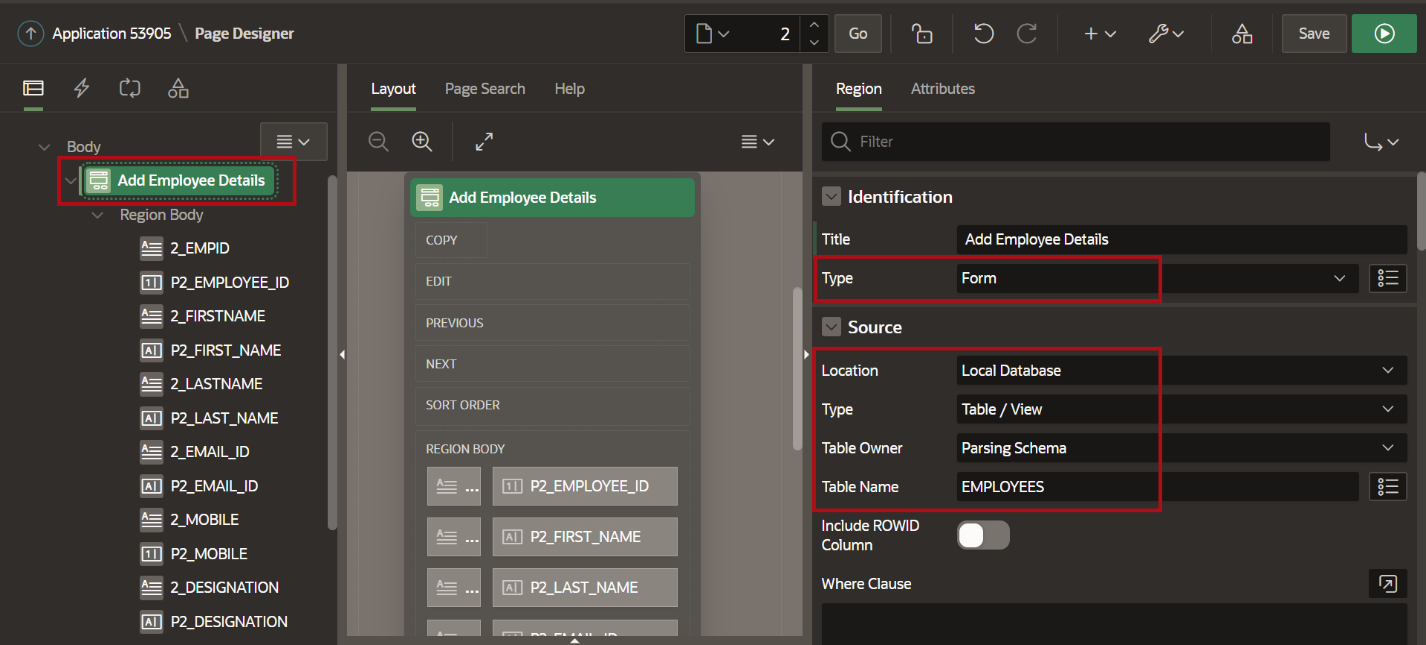 Application 53905 \ Page Designer
2
Go
Save
Layout
Page Search
Help
Region
Attributes
Filter
Body
Add Employee Details
Region Body
2_EMPID
P2_EMPLOYEE_ID
2_FIRSTNAME
P2_FIRST_NAME
2_LASTNAME
P2_LAST_NAME
2_EMAIL_ID
P2_EMAIL_ID
2_MOBILE
P2_MOBILE
2_DESIGNATION
P2_DESIGNATION
Add Employee Details
COPY
EDIT
PREVIOUS
NEXT
SORT ORDER
REGION BODY
... P2_EMPLOYEE_ID
... P2_FIRST_NAME
... P2_LAST_NAME
P2_EMAIL_ID
Identification
Title Add Employee Details
Type Form
Source
Location Local Database
Type Table / View
Table Owner Parsing Schema
Table Name EMPLOYEES
Include ROWID
Column
Where Clause